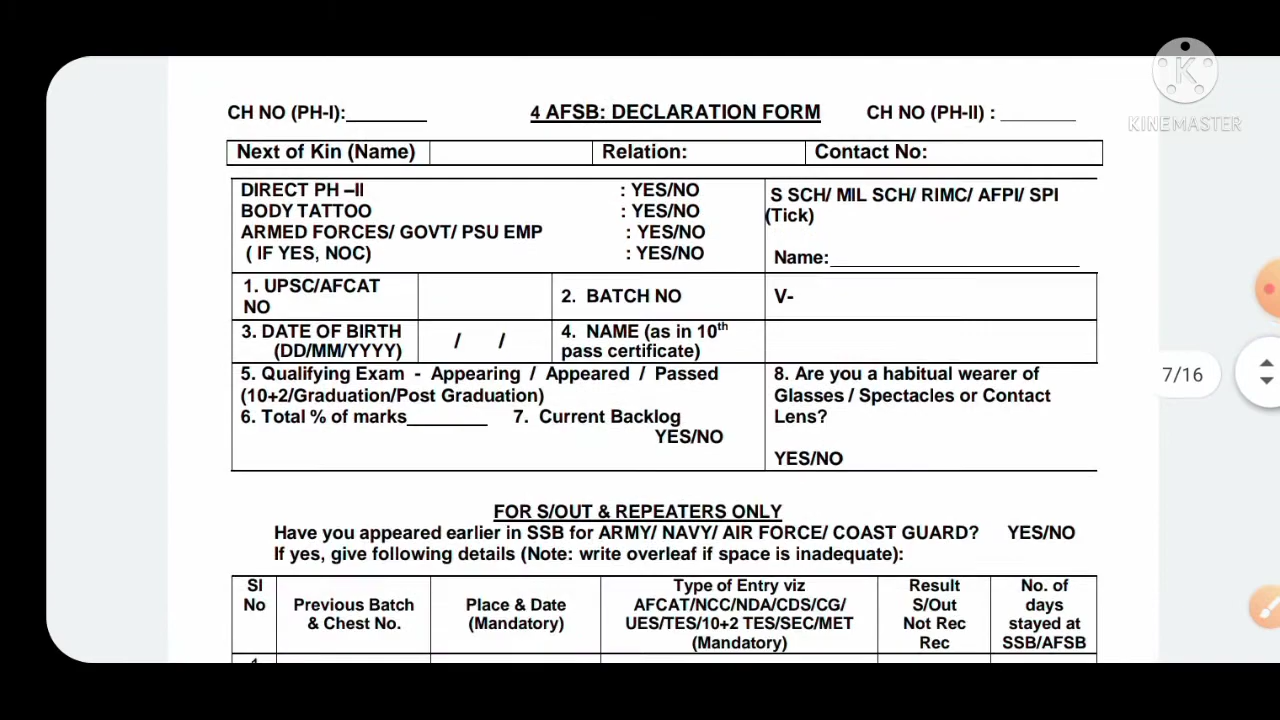 CH NO (PH-I):________ 4 AFSB: DECLARATION FORM CH NO (PH-II) : _______
K
KINEMASTER
Next of Kin (Name) Relation: Contact No:
DIRECT PH –II : YES/NO
BODY TATTOO : YES/NO
ARMED FORCES/ GOVT/ PSU EMP : YES/NO
( IF YES, NOC) : YES/NO
S SCH/ MIL SCH/ RIMC/ AFPI/ SPI
(Tick)
Name:________________________
1. UPSC/AFCAT
NO
2. BATCH NO
V-
3. DATE OF BIRTH
(DD/MM/YYYY)
/ /
4. NAME (as in 10th
pass certificate)
5. Qualifying Exam - Appearing / Appeared / Passed
(10+2/Graduation/Post Graduation)
6. Total % of marks________ 7. Current Backlog
YES/NO
8. Are you a habitual wearer of
Glasses / Spectacles or Contact
Lens?
YES/NO
7/16
FOR S/OUT & REPEATERS ONLY
Have you appeared earlier in SSB for ARMY/ NAVY/ AIR FORCE/ COAST GUARD? YES/NO
If yes, give following details (Note: write overleaf if space is inadequate):
Sl
No
Previous Batch
& Chest No.
Place & Date
(Mandatory)
Type of Entry viz
AFCAT/NCC/NDA/CDS/CG/
UES/TES/10+2 TES/SEC/MET
(Mandatory)
Result
S/Out
Not Rec
Rec
No. of
days
stayed at
SSB/AFSB